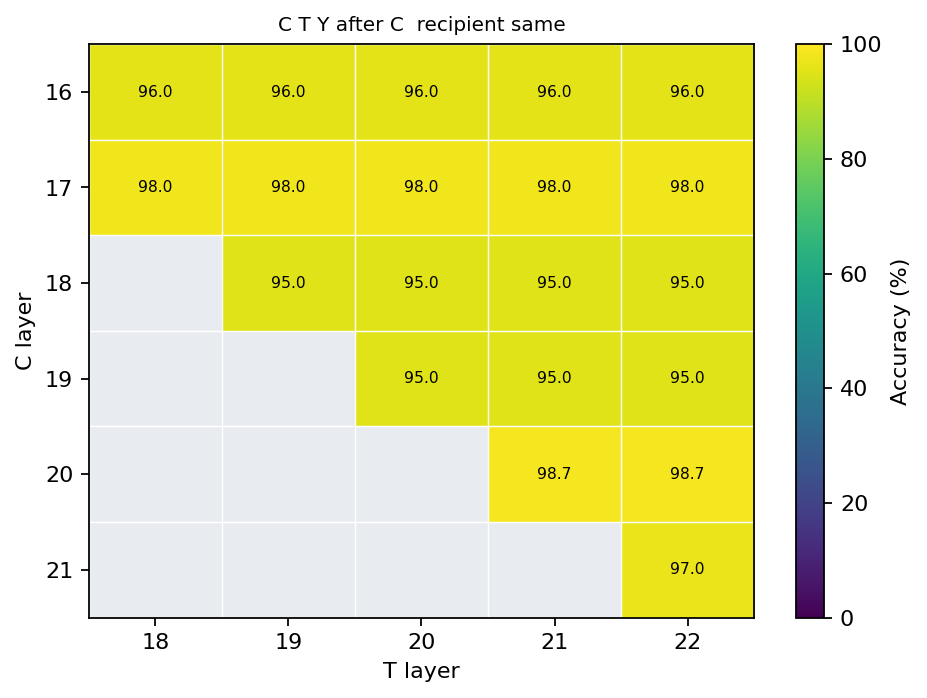 C T Y after C  recipient same
16 96.0 96.0 96.0 96.0 96.0
17 98.0 98.0 98.0 98.0 98.0
18 95.0 95.0 95.0 95.0
19 95.0 95.0 95.0
20 98.7 98.7
21 97.0
18 19 20 21 22
T layer
C layer
100
80
60
40
20
0
Accuracy (%)